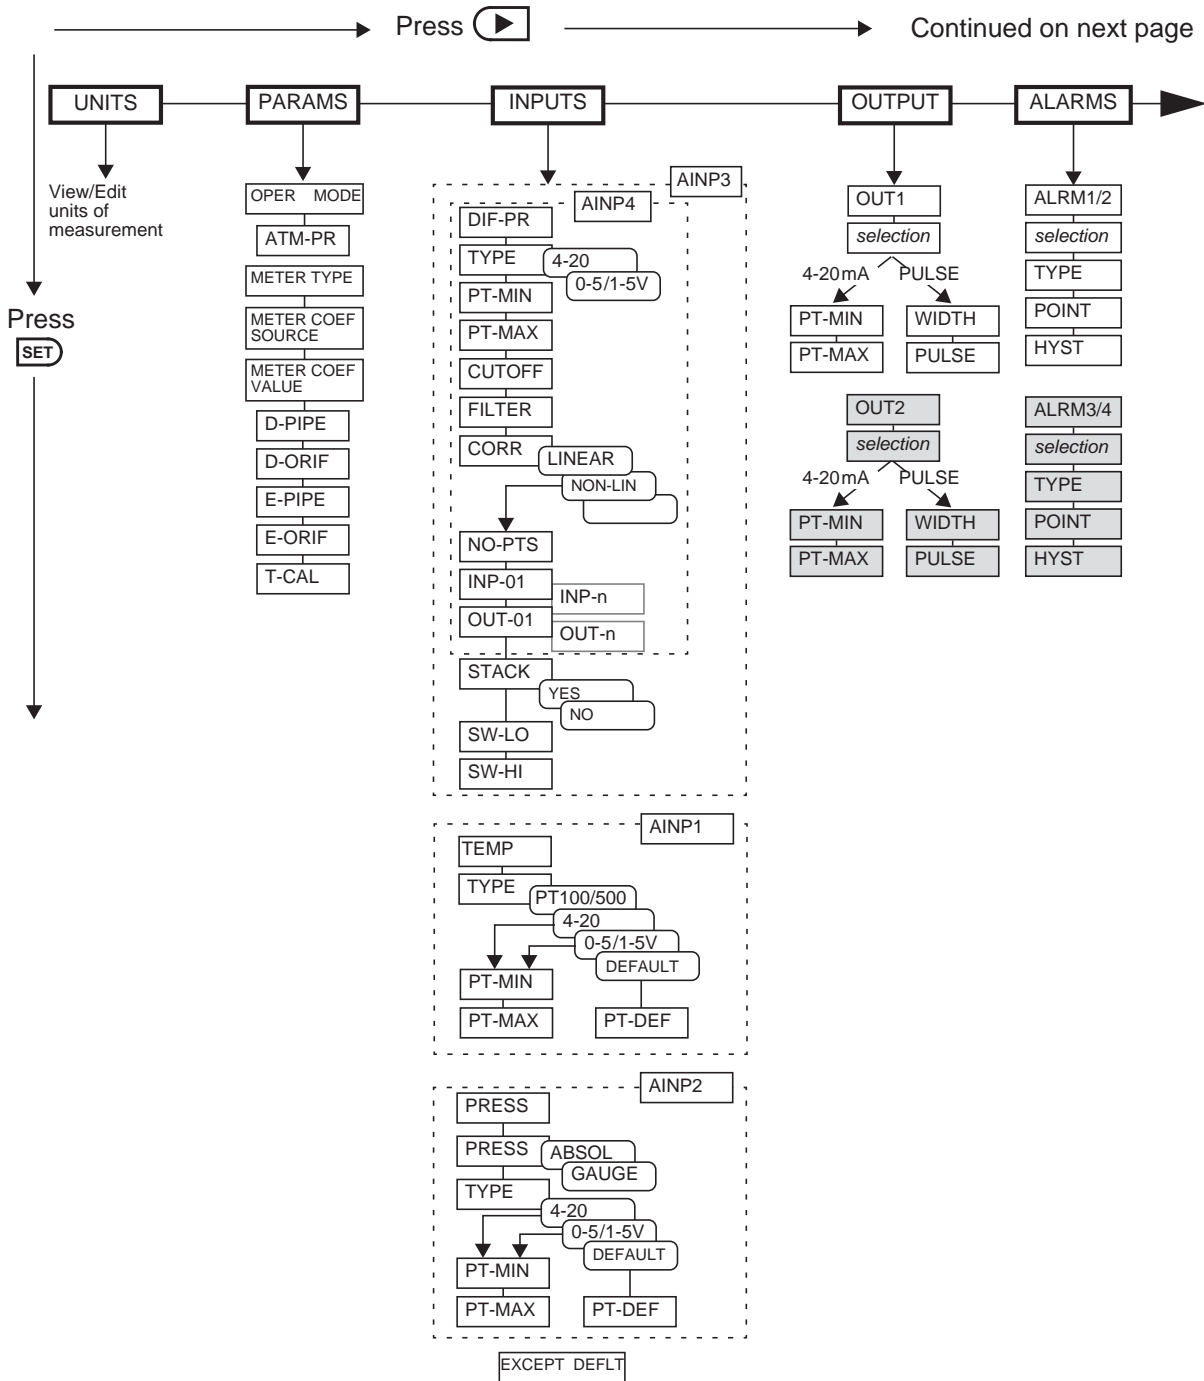 Press
Continued on next page
Press
SET
UNITS
View/Edit
units of
measurement
PARAMS
OPER MODE
ATM-PR
METER TYPE
METER COEF
SOURCE
METER COEF
VALUE
D-PIPE
D-ORIF
E-PIPE
E-ORIF
T-CAL
INPUTS
AINP3
AINP4
DIF-PR
TYPE
4-20
0-5/1-5V
PT-MIN
PT-MAX
CUTOFF
FILTER
CORR
LINEAR
NON-LIN
NO-PTS
INP-01
INP-n
OUT-01
OUT-n
STACK
YES
NO
SW-LO
SW-HI
AINP1
TEMP
TYPE
PT100/500
4-20
0-5/1-5V
DEFAULT
PT-MIN
PT-MAX
PT-DEF
AINP2
PRESS
PRESS
ABSOL
GAUGE
TYPE
4-20
0-5/1-5V
DEFAULT
PT-MIN
PT-MAX
PT-DEF
EXCEPT DEFLT
OUTPUT
OUT1
selection
4-20mA PULSE
PT-MIN WIDTH
PT-MAX PULSE
OUT2
selection
4-20mA PULSE
PT-MIN WIDTH
PT-MAX PULSE
ALARMS
ALRM1/2
selection
TYPE
POINT
HYST
ALRM3/4
selection
TYPE
POINT
HYST